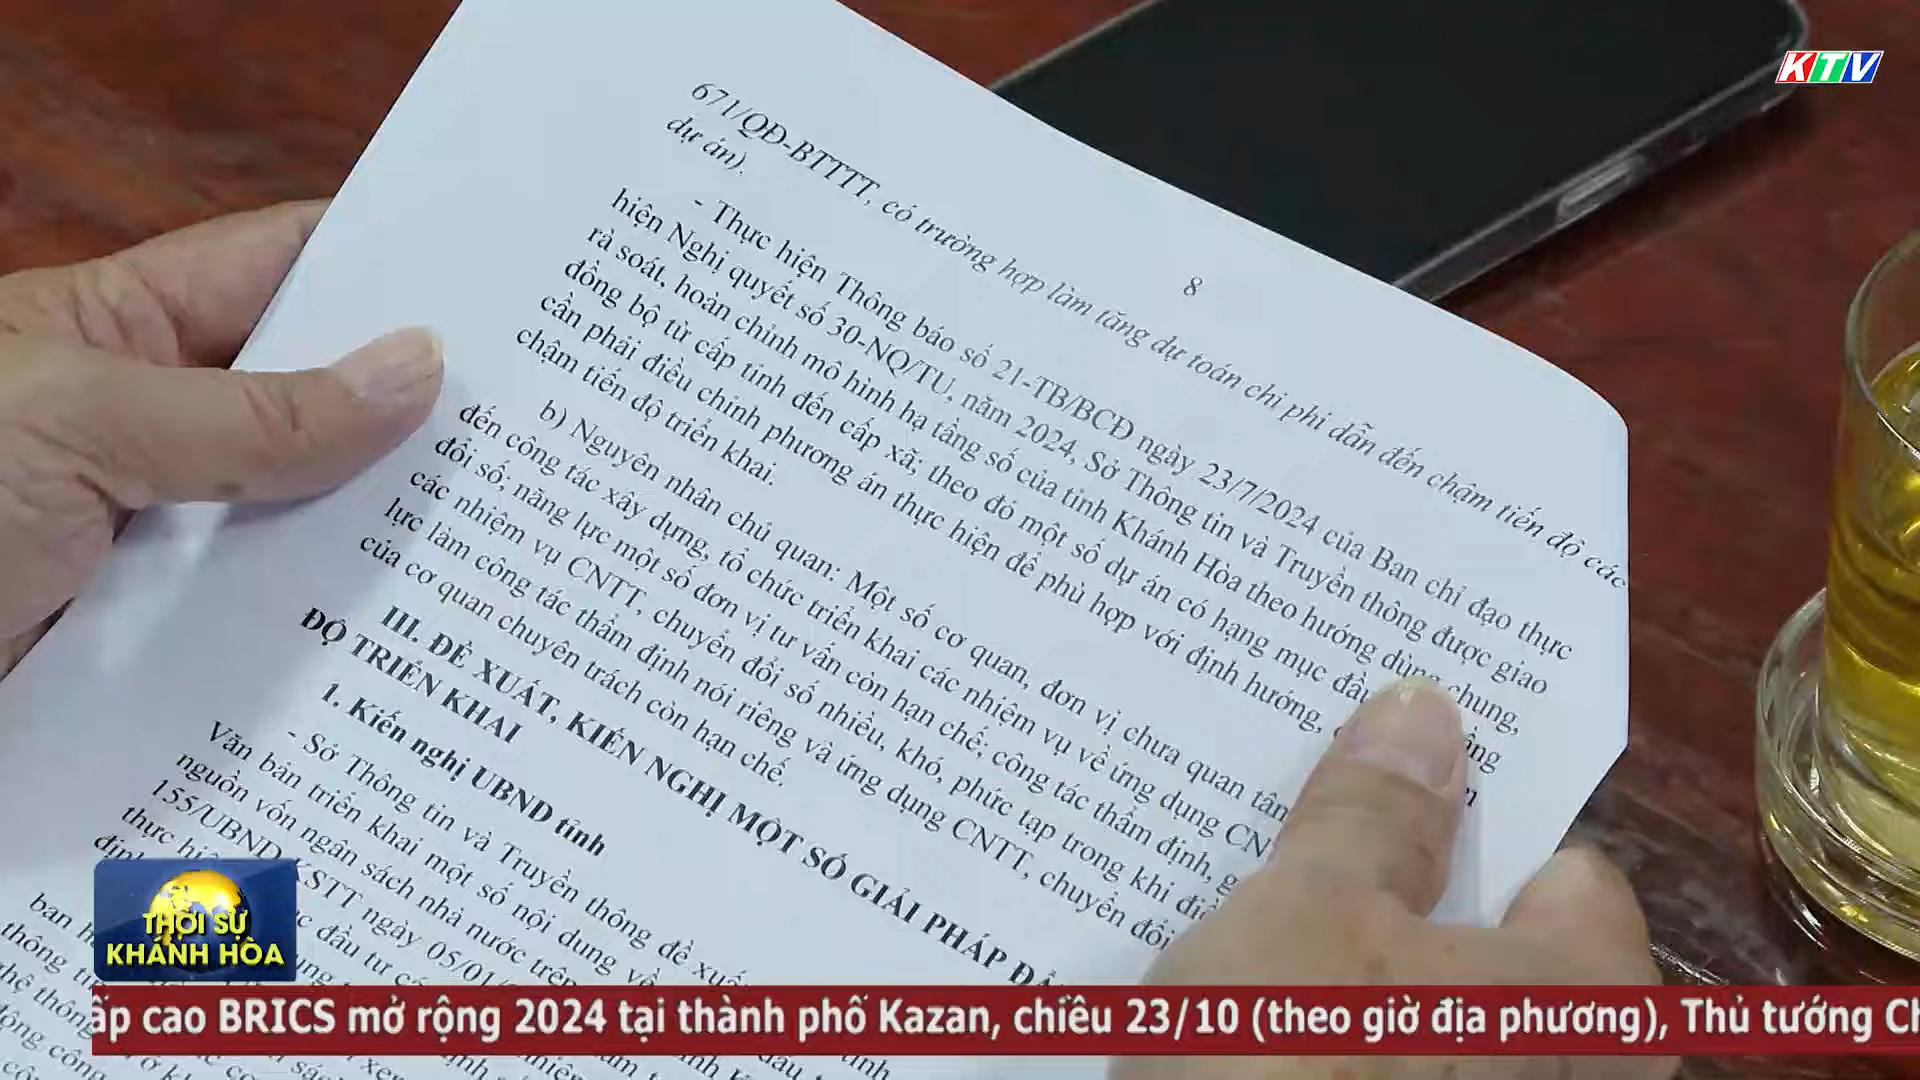 KTV
8
671/QĐ-BTTTT, có trường hợp làm tăng dự toán chi phí dẫn đến chậm tiến độ các
dự án).
- Thực hiện Thông báo số 21-TB/BCĐ ngày 23/7/2024 của Ban chỉ đạo thực
hiện Nghị quyết số 30-NQ/TU, năm 2024, Sở Thông tin và Truyền thông được giao
rà soát, hoàn chỉnh mô hình hạ tầng số của tỉnh Khánh Hòa theo hướng dùng chung,
đồng bộ từ cấp tỉnh đến cấp xã; theo đó một số dự án có hạng mục đầu
cần phải điều chỉnh phương án thực hiện để phù hợp với định hướng,
chậm tiến độ triển khai.
b) Nguyên nhân chủ quan: Một số cơ quan, đơn vị chưa quan tâm
đến công tác xây dựng, tổ chức triển khai các nhiệm vụ về ứng dụng
đổi số; năng lực một số đơn vị tư vấn còn hạn chế; công tác thẩm định,
các nhiệm vụ CNTT, chuyển đổi số nhiều, khó, phức tạp trong khi
lực làm công tác thẩm định nói riêng và ứng dụng CNTT, chuyển đổi
của cơ quan chuyên trách còn hạn chế.
III. ĐỀ XUẤT, KIẾN NGHỊ MỘT SỐ GIẢI PHÁP
ĐỘ TRIỂN KHAI
1. Kiến nghị UBND tỉnh
- Sở Thông tin và Truyền thông đề xuất
Văn bản triển khai một số nội dung về
nguồn vốn ngân sách nhà nước trên
155/UBND-KSTT ngày 05/01/
THỜI SỰ
KHÁNH HÒA
ấp cao BRICS mở rộng 2024 tại thành phố Kazan, chiều 23/10 (theo giờ địa phương), Thủ tướng